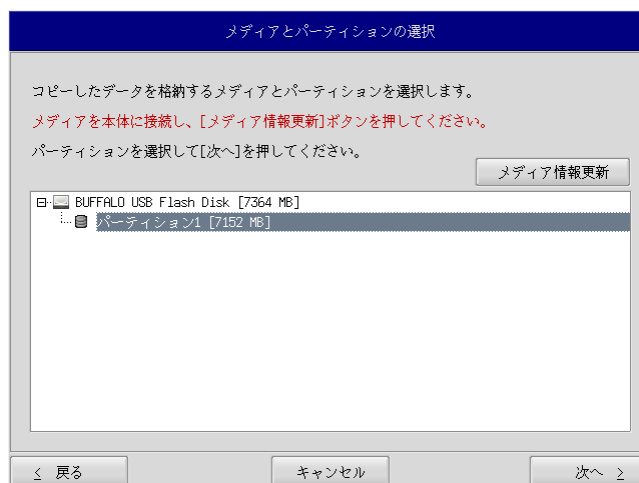 メディアとパーティションの選択
コピーしたデータを格納するメディアとパーティションを選択します。
メディアを本体に接続し、[メディア情報更新]ボタンを押してください。
パーティションを選択して[次へ]を押してください。
メディア情報更新
BUFFALO USB Flash Disk [7364 MB]
パーティション1 [7152 MB]
< 戻る
キャンセル
次へ >